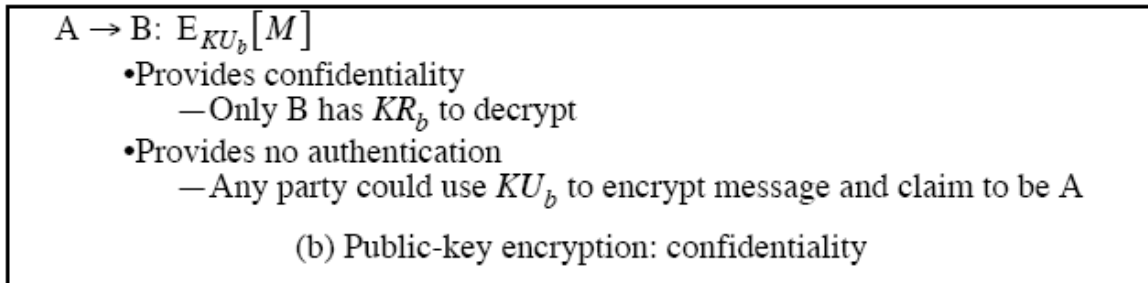 A → B: E_{KU_b}[M]
•Provides confidentiality
—Only B has KR_b to decrypt
•Provides no authentication
—Any party could use KU_b to encrypt message and claim to be A
(b) Public-key encryption: confidentiality